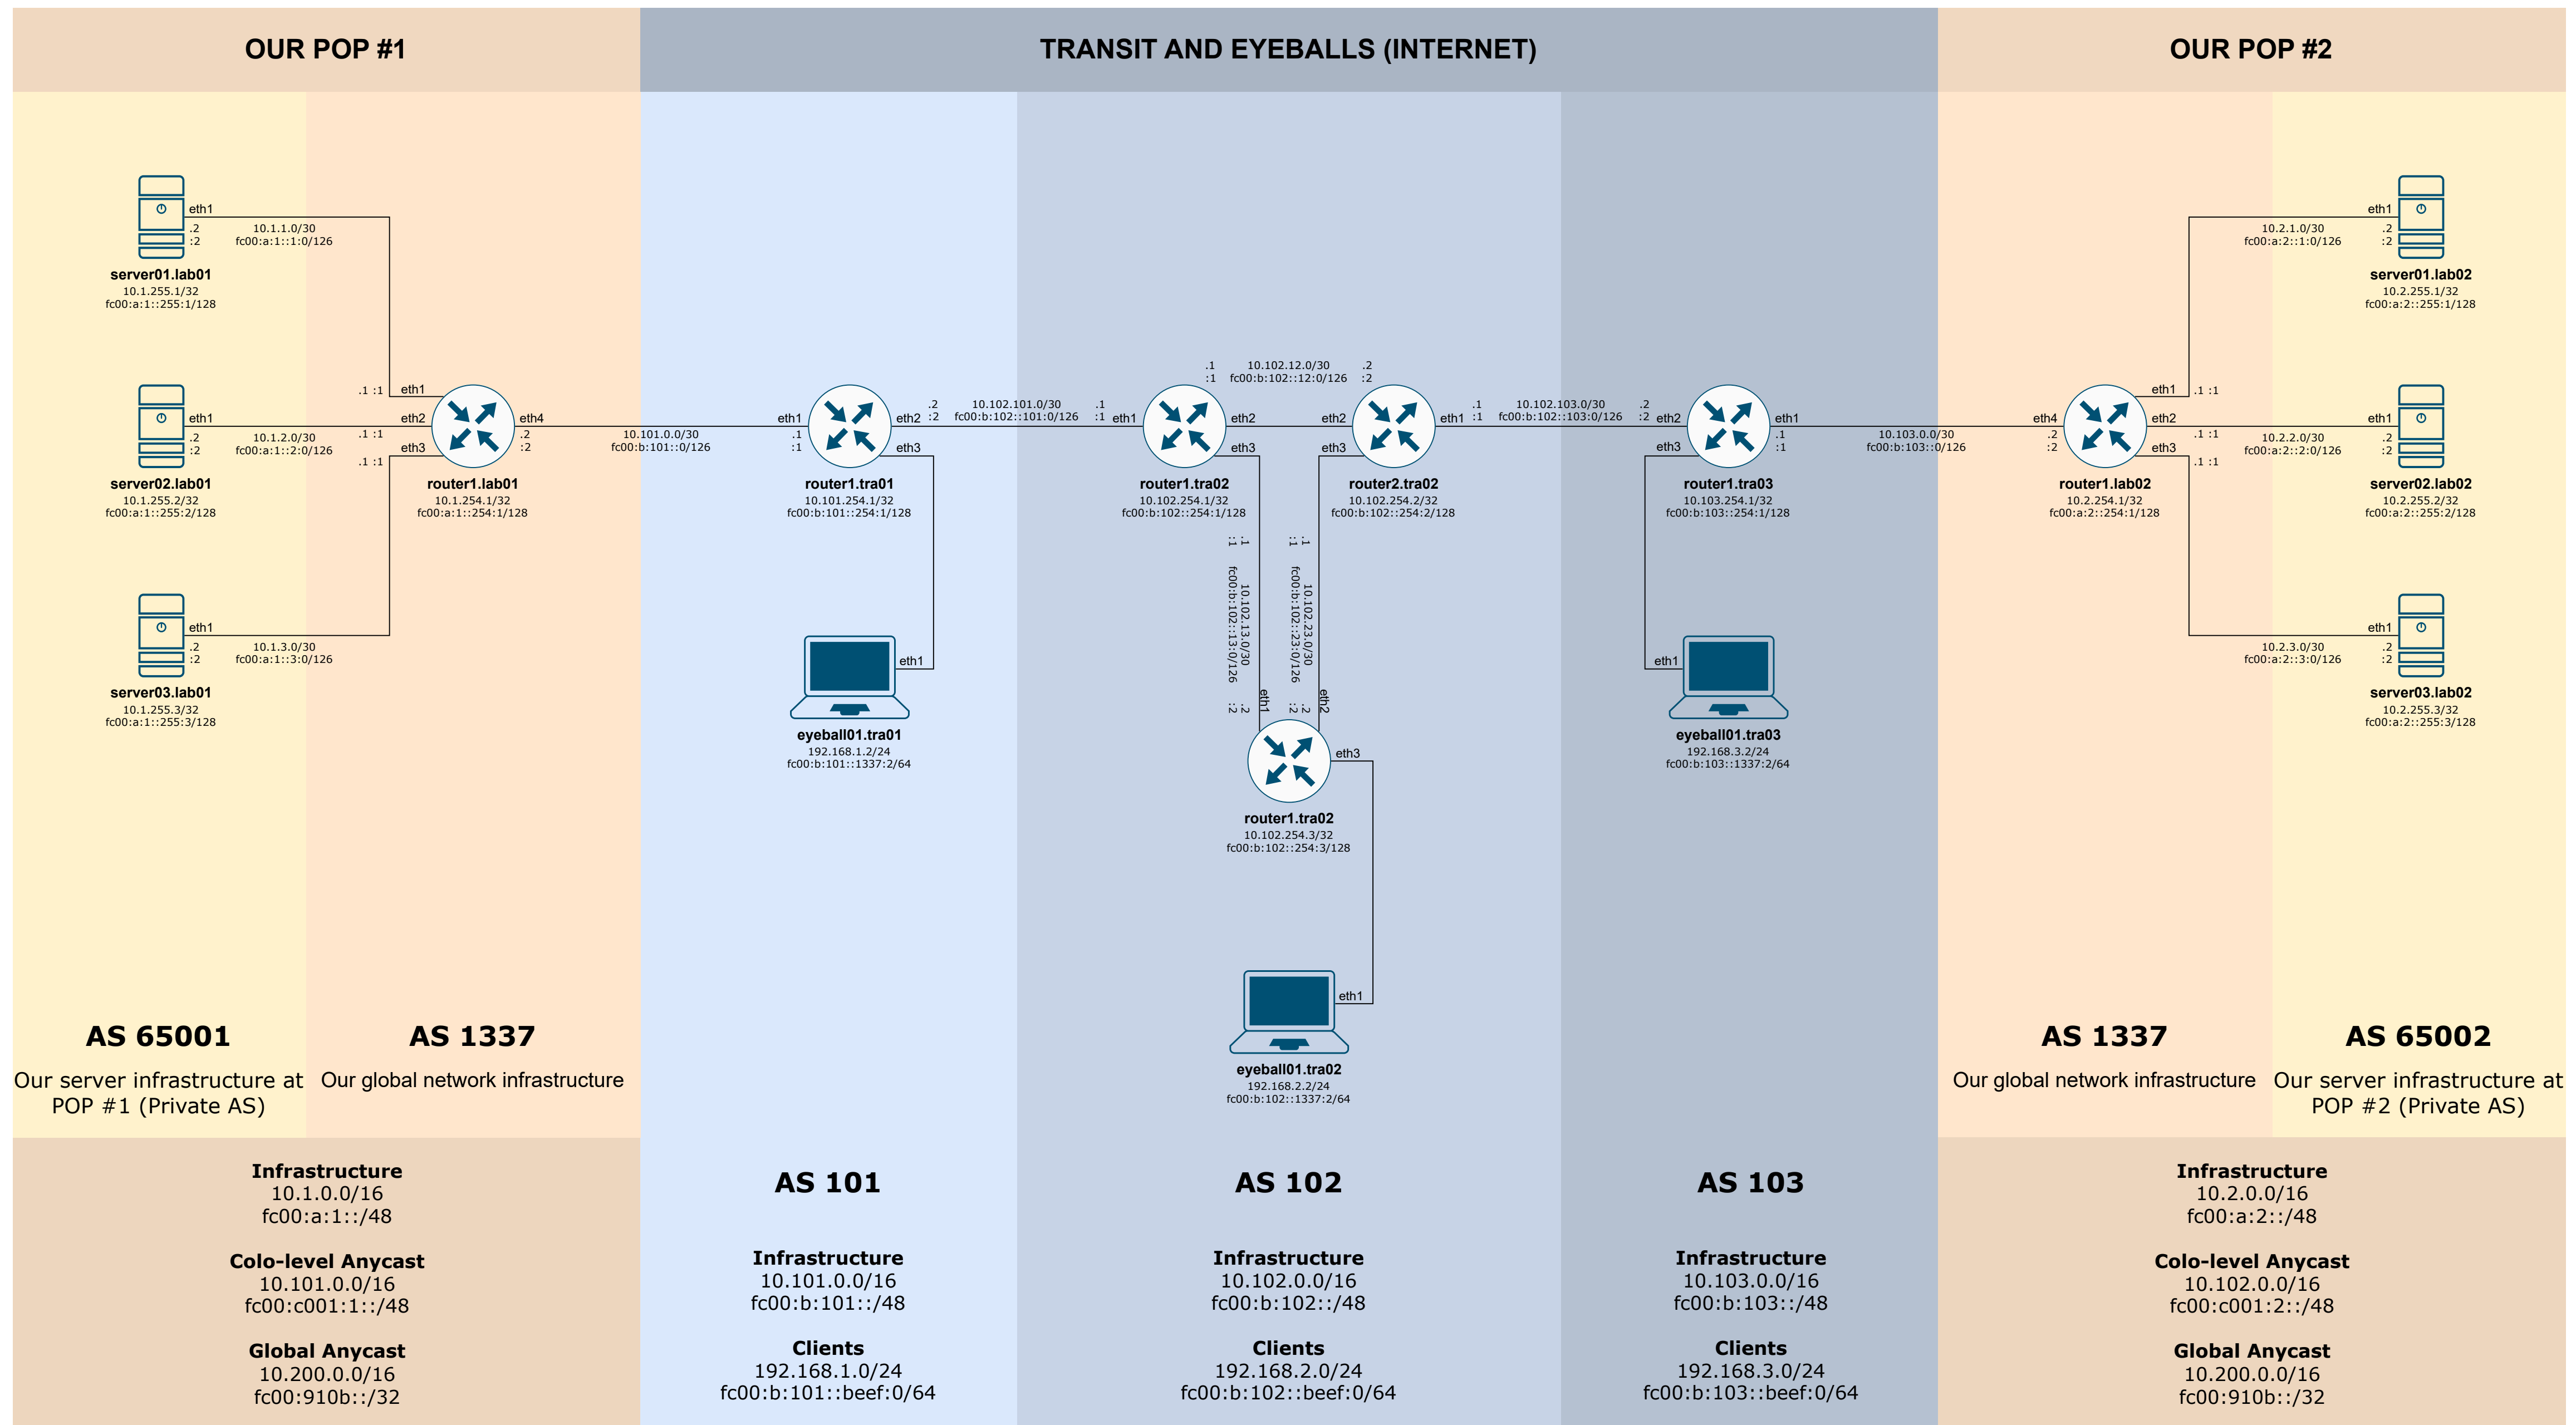 OUR POP #1
TRANSIT AND EYEBALLS (INTERNET)
OUR POP #2
eth1
.2
:2
10.1.1.0/30
fc00:a:1::1:0/126
server01.lab01
10.1.255.1/32
fc00:a:1::255:1/128
eth1
.2
:2
10.1.2.0/30
fc00:a:1::2:0/126
server02.lab01
10.1.255.2/32
fc00:a:1::255:2/128
eth1
.2
:2
10.1.3.0/30
fc00:a:1::3:0/126
server03.lab01
10.1.255.3/32
fc00:a:1::255:3/128
.1 :1
eth1
.1 :1
eth2
.1 :1
eth3
eth4
.2
:2
router1.lab01
10.1.254.1/32
fc00:a:1::254:1/128
10.101.0.0/30
fc00:b:101::0/126
eth1
.1
:1
eth2
.2
:2
eth3
router1.tra01
10.101.254.1/32
fc00:b:101::254:1/128
eth1
eyeball01.tra01
192.168.1.2/24
fc00:b:101::1337:2/64
10.102.101.0/30
fc00:b:102::101:0/126
.1
:1
eth1
eth2
eth3
router1.tra02
10.102.254.1/32
fc00:b:102::254:1/128
.1
:1
10.102.12.0/30
fc00:b:102::12:0/126
.2
:2
eth2
eth3
eth1
router2.tra02
10.102.254.2/32
fc00:b:102::254:2/128
.1
:1
10.102.13.0/30
fc00:b:102::13:0/126
.2
:2
eth1
.1
:1
10.102.23.0/30
fc00:b:102::23:0/126
.2
:2
eth2
eth3
router1.tra02
10.102.254.3/32
fc00:b:102::254:3/128
eth1
eyeball01.tra02
192.168.2.2/24
fc00:b:102::1337:2/64
.1
:1
10.102.103.0/30
fc00:b:102::103:0/126
.2
:2
eth2
eth3
eth1
.1
:1
router1.tra03
10.103.254.1/32
fc00:b:103::254:1/128
eth1
eyeball01.tra03
192.168.3.2/24
fc00:b:103::1337:2/64
10.103.0.0/30
fc00:b:103::0/126
eth4
.2
:2
eth1
.1 :1
eth2
.1 :1
eth3
.1 :1
router1.lab02
10.2.254.1/32
fc00:a:2::254:1/128
10.2.1.0/30
fc00:a:2::1:0/126
eth1
.2
:2
server01.lab02
10.2.255.1/32
fc00:a:2::255:1/128
10.2.2.0/30
fc00:a:2::2:0/126
eth1
.2
:2
server02.lab02
10.2.255.2/32
fc00:a:2::255:2/128
10.2.3.0/30
fc00:a:2::3:0/126
eth1
.2
:2
server03.lab02
10.2.255.3/32
fc00:a:2::255:3/128
AS 65001
Our server infrastructure at
POP #1 (Private AS)
AS 1337
Our global network infrastructure
AS 1337
Our global network infrastructure
AS 65002
Our server infrastructure at
POP #2 (Private AS)
Infrastructure
10.1.0.0/16
fc00:a:1::/48
Colo-level Anycast
10.101.0.0/16
fc00:c001:1::/48
Global Anycast
10.200.0.0/16
fc00:910b::/32
AS 101
Infrastructure
10.101.0.0/16
fc00:b:101::/48
Clients
192.168.1.0/24
fc00:b:101::beef:0/64
AS 102
Infrastructure
10.102.0.0/16
fc00:b:102::/48
Clients
192.168.2.0/24
fc00:b:102::beef:0/64
AS 103
Infrastructure
10.103.0.0/16
fc00:b:103::/48
Clients
192.168.3.0/24
fc00:b:103::beef:0/64
Infrastructure
10.2.0.0/16
fc00:a:2::/48
Colo-level Anycast
10.102.0.0/16
fc00:c001:2::/48
Global Anycast
10.200.0.0/16
fc00:910b::/32